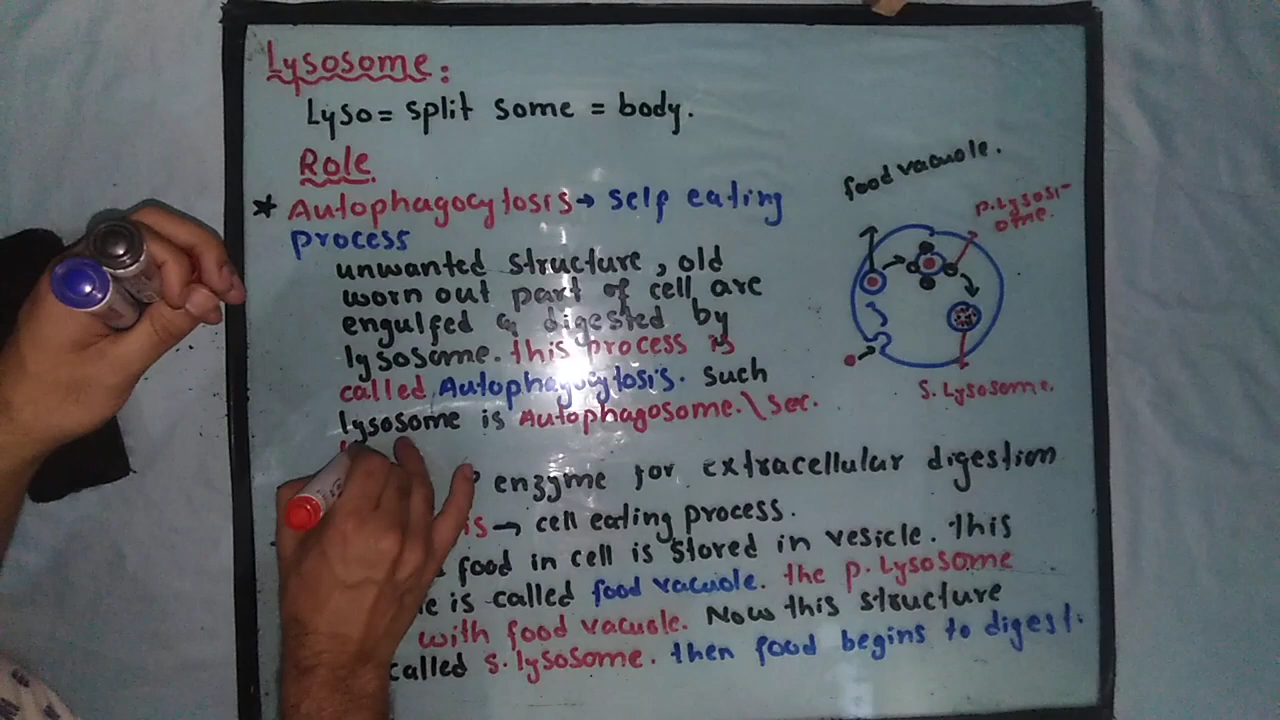 Lysosome:
Lyso = split some = body.
Role
* Autophagocytosis → self eating
process
unwanted structure, old
worn out part of cell are
engulfed & digested by
lysosome. this process is
called Autophagocytosis. Such
lysosome is Autophagosome.\sec.
enzyme for extracellular digestion
is → cell eating process.
food in cell is stored in vesicle. This
is called food vacuole. the p. Lysosome
with food vacuole. Now this structure
called s. lysosome. then food begins to digest.
food vacuole.
p. Lysosi-
ome.
S. Lysosome.